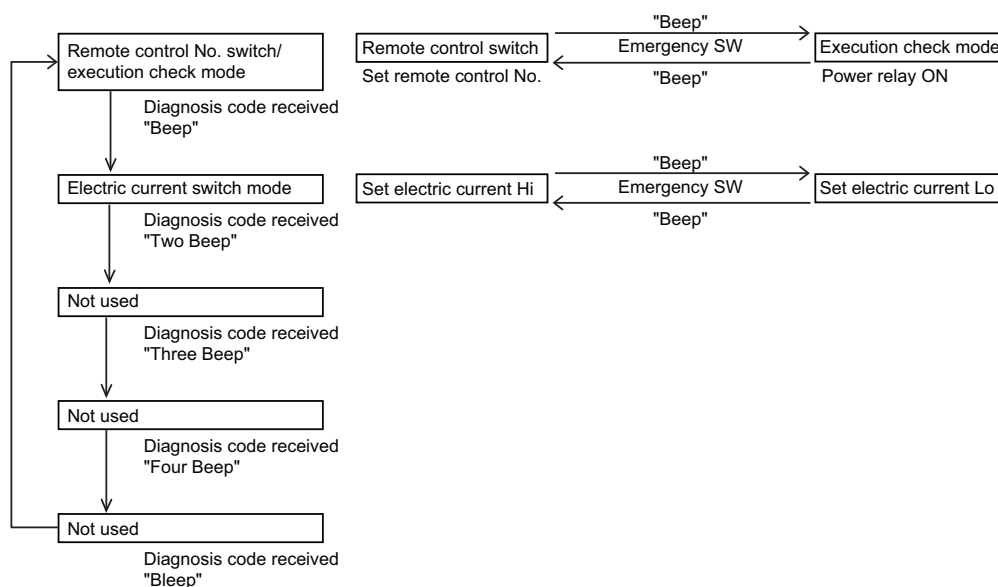 Remote control No. switch/
execution check mode
Diagnosis code received
"Beep"
Electric current switch mode
Diagnosis code received
"Two Beep"
Not used
Diagnosis code received
"Three Beep"
Not used
Diagnosis code received
"Four Beep"
Not used
Diagnosis code received
"Bleep"
"Beep"
Remote control switch
Emergency SW
Execution check mode
Set remote control No.
"Beep"
Power relay ON
"Beep"
Set electric current Hi
Emergency SW
Set electric current Lo
"Beep"